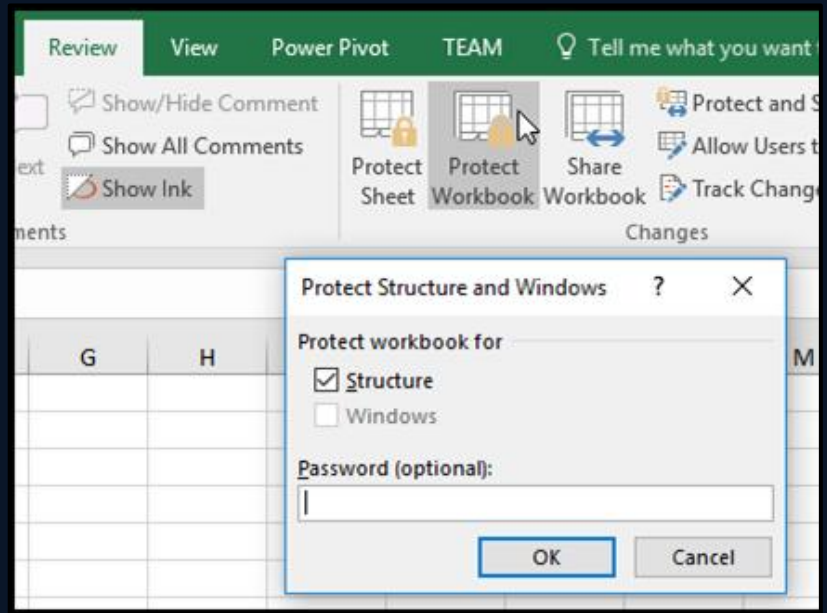 Review View Power Pivot TEAM Tell me what you want
Show/Hide Comment
Show All Comments
Show Ink
Protect Sheet
Protect Workbook
Share Workbook
Protect and S
Allow Users t
Track Change
Changes
Protect Structure and Windows ? X
G H M
Protect workbook for
Structure
Windows
Password (optional):
OK Cancel